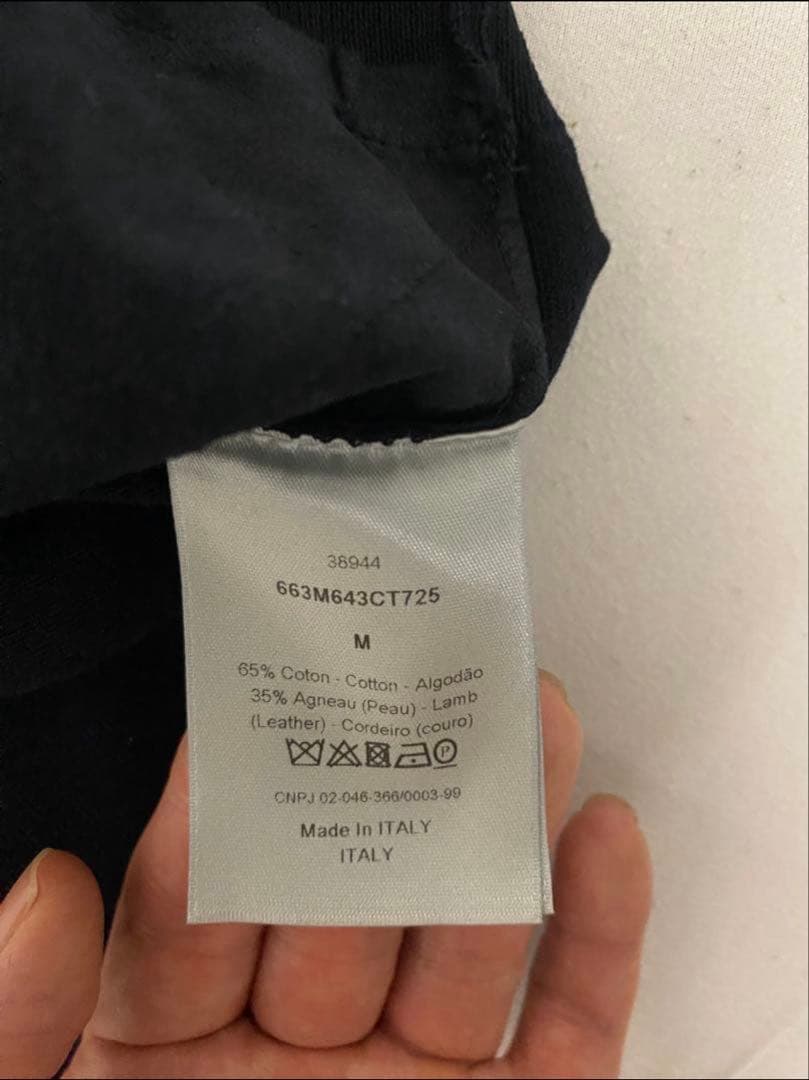 38944
663M643CT725
M
65% Coton - Cotton - Algodão
35% Agneau (Peau) - Lamb
(Leather) - Cordeiro (couro)
P
CNPJ 02-046-366/0003-99
Made In ITALY
ITALY